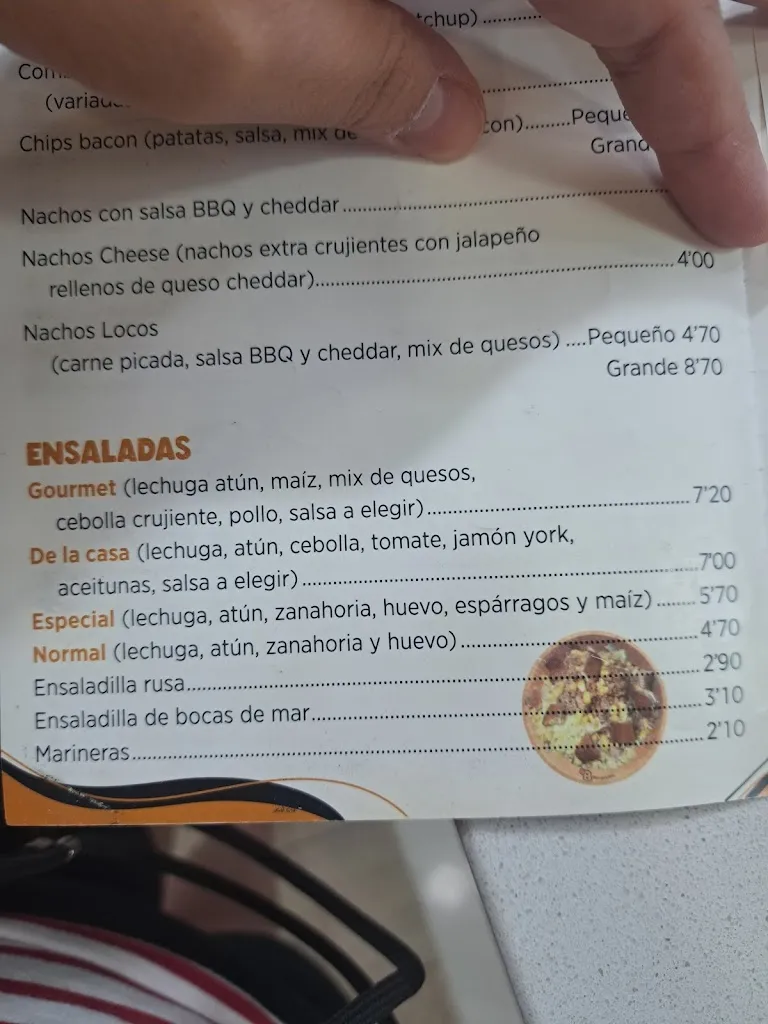 tchup)............
(variad
Chips bacon (patatas, salsa, mix de con)........Peque
Grand
Nachos con salsa BBQ y cheddar..........
Nachos Cheese (nachos extra crujientes con jalapeño
rellenos de queso cheddar)..........4'00
Nachos Locos
(carne picada, salsa BBQ y cheddar, mix de quesos) ....Pequeño 4'70
Grande 8'70
ENSALADAS
Gourmet (lechuga atún, maíz, mix de quesos,
cebolla crujiente, pollo, salsa a elegir)..........7'20
De la casa (lechuga, atún, cebolla, tomate, jamón york,
aceitunas, salsa a elegir)..........7'00
Especial (lechuga, atún, zanahoria, huevo, espárragos y maíz) .......5'70
Normal (lechuga, atún, zanahoria y huevo)..........4'70
Ensaladilla rusa..........2'90
Ensaladilla de bocas de mar..........3'10
Marineras..........2'10